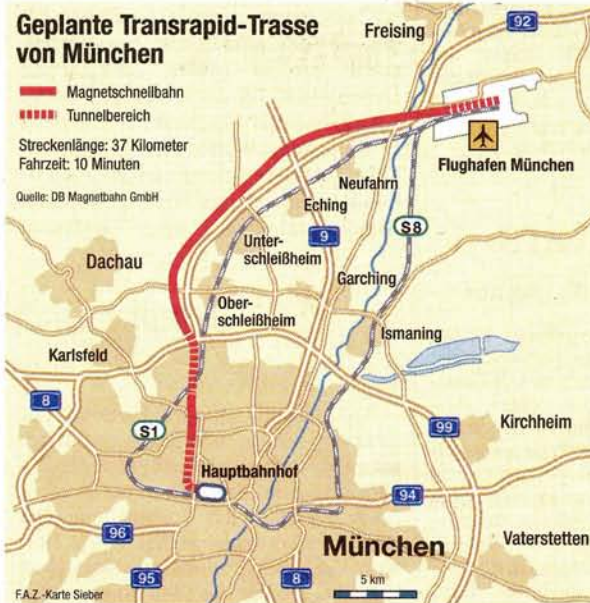 Geplante Transrapid-Trasse
von München
Magnetschnellbahn
Tunnelbereich
Streckenlänge: 37 Kilometer
Fahrzeit: 10 Minuten
Quelle: DB Magnetbahn GmbH
Freising
92
Flughafen München
Neufahrn
Eching
S8
9
Unter-
schleißheim
Dachau
Garching
Ober-
schleißheim
Ismaning
Karlsfeld
8
S1
Kirchheim
99
Hauptbahnhof
94
96
München
Vaterstetten
95
8
5 km
F.A.Z.-Karte Sieber